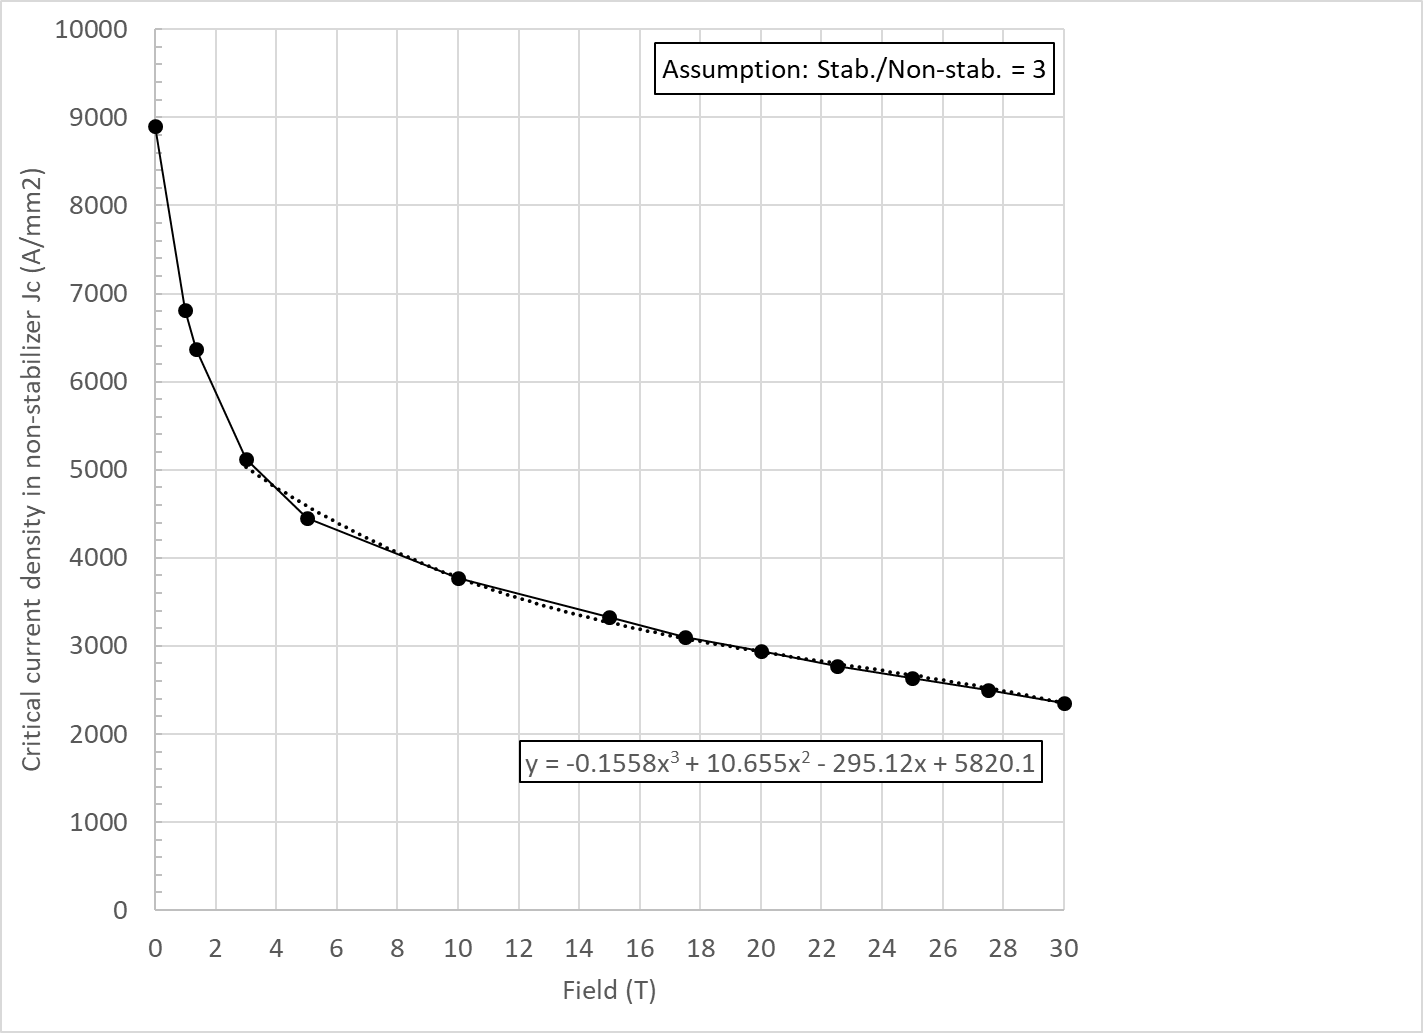 10000
9000
8000
7000
6000
5000
4000
3000
2000
1000
0
Critical current density in non-stabilizer Jc (A/mm2)
Assumption: Stab./Non-stab. = 3
y = -0.1558x³ + 10.655x² - 295.12x + 5820.1
0 2 4 6 8 10 12 14 16 18 20 22 24 26 28 30
Field (T)